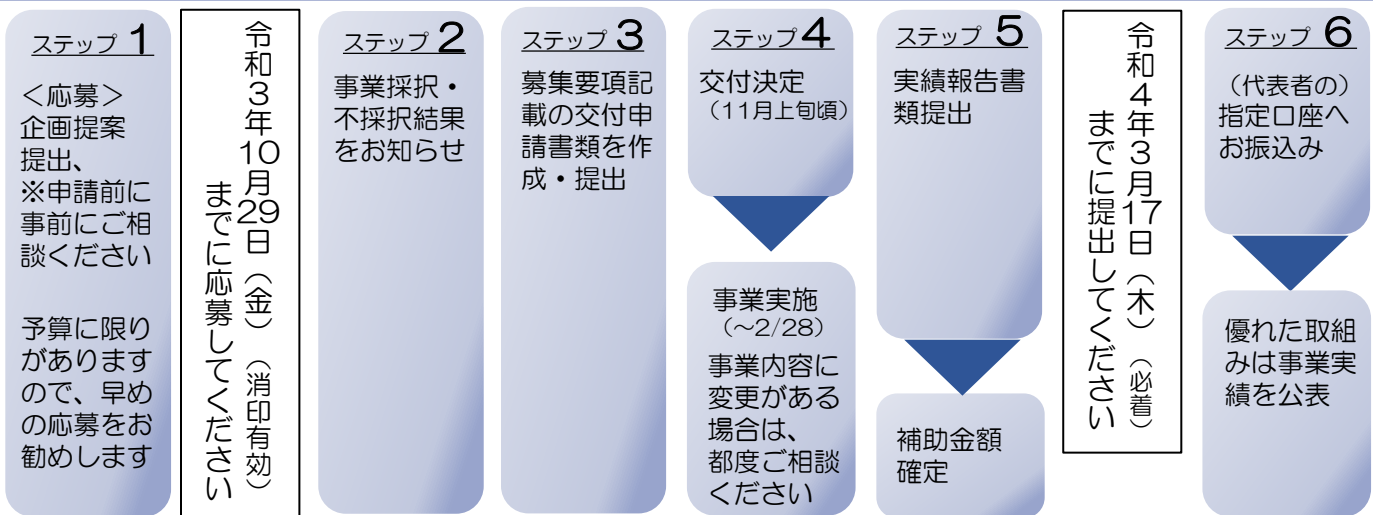 ステップ 1
<応募>
企画提案
提出、
※申請前に
事前にご相
談ください
予算に限り
があります
ので、早め
の応募をお
勧めします
令和3年10月29日（金）（消印有効）
までに応募してください
ステップ 2
事業採択・
不採択結果
をお知らせ
ステップ 3
募集要項記
載の交付申
請書類を作
成・提出
ステップ 4
交付決定
（11月上旬頃）
事業実施
（～2/28）
事業内容に
変更がある
場合は、
都度ご相談
ください
ステップ 5
実績報告書
類提出
補助金額
確定
令和4年3月17日（木）（必着）
までに提出してください
ステップ 6
（代表者の）
指定口座へ
お振込み
優れた取組
みは事業実
績を公表